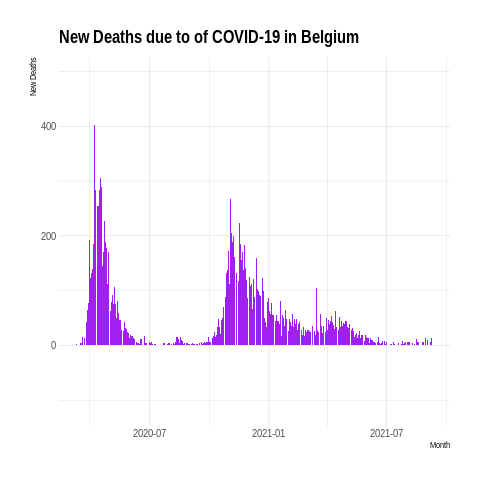 New Deaths due to of COVID-19 in Belgium
New Deaths
400
200
0
2020-07
2021-01
2021-07
Month